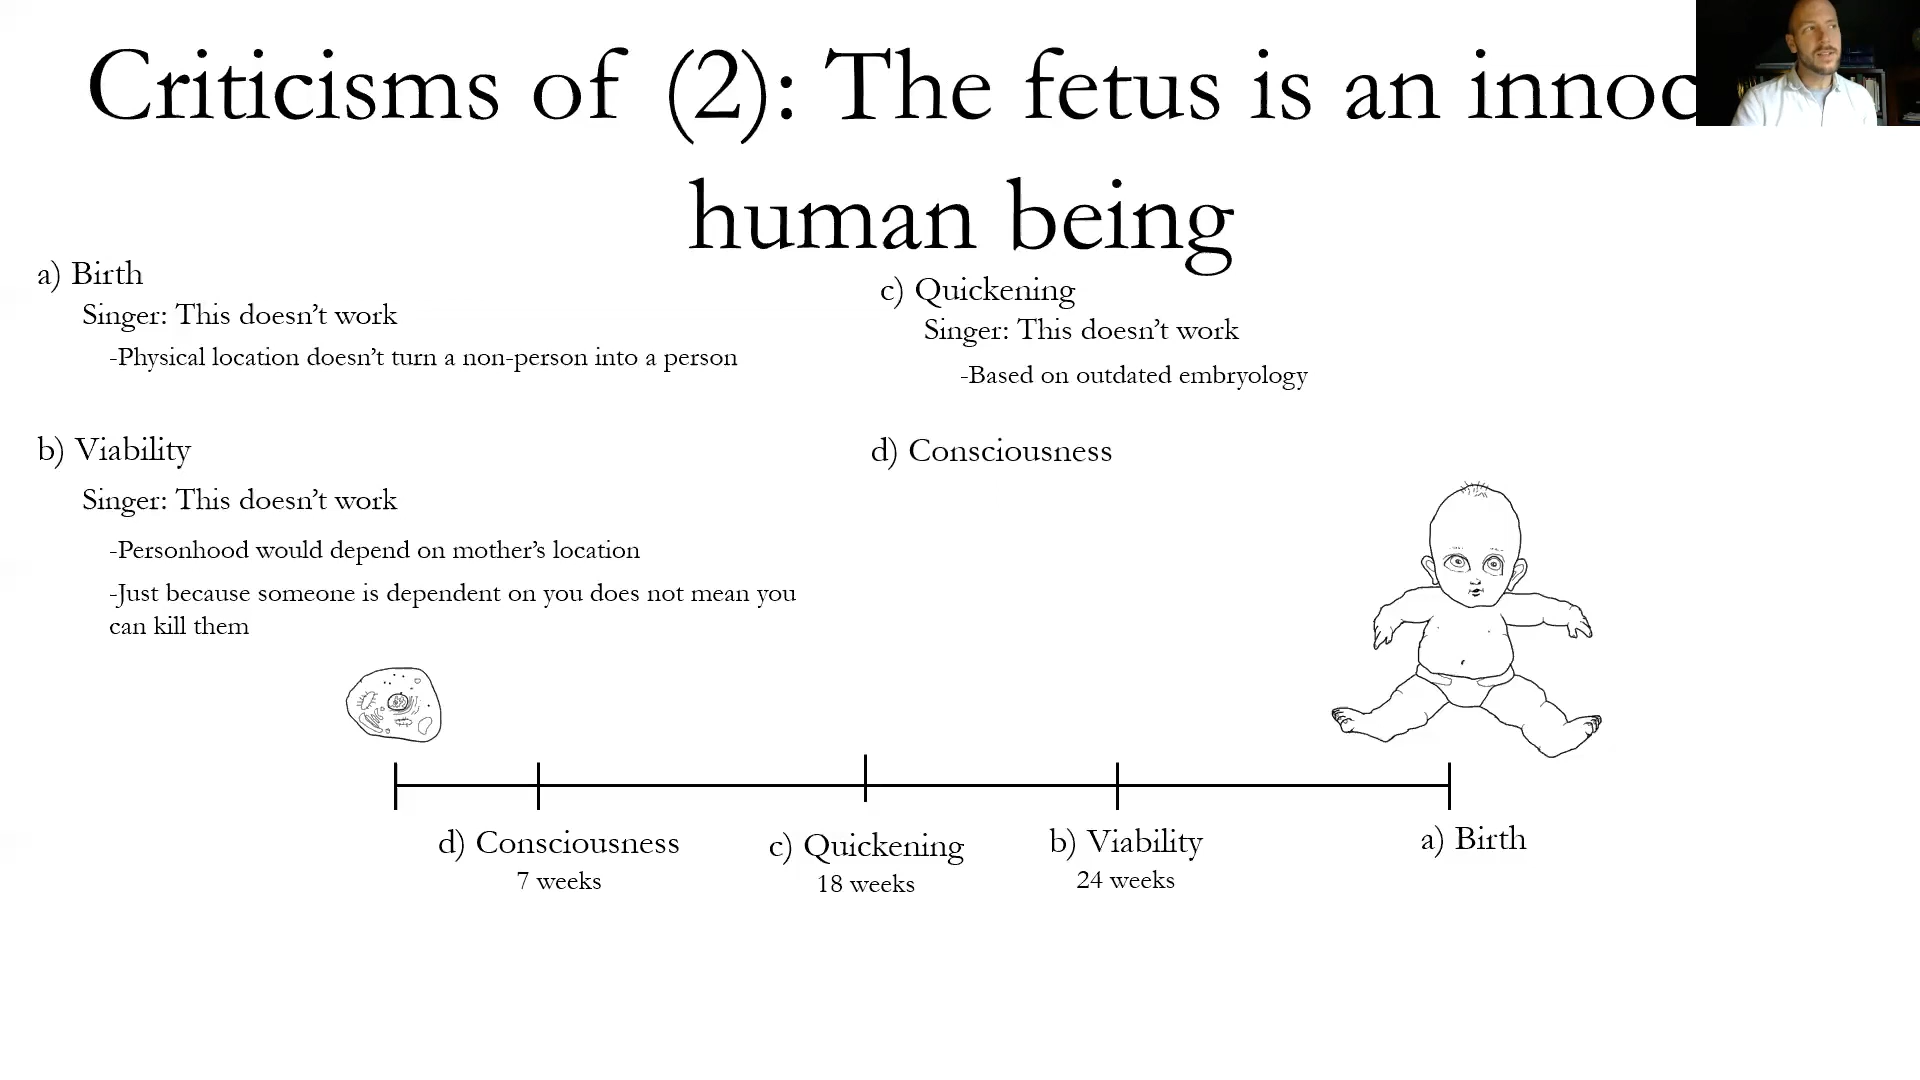 Criticisms of (2): The fetus is an innoc
human being
a) Birth
Singer: This doesn't work
-Physical location doesn't turn a non-person into a person
b) Viability
Singer: This doesn't work
-Personhood would depend on mother's location
-Just because someone is dependent on you does not mean you
can kill them
c) Quickening
Singer: This doesn't work
-Based on outdated embryology
d) Consciousness
d) Consciousness
7 weeks
c) Quickening
18 weeks
b) Viability
24 weeks
a) Birth